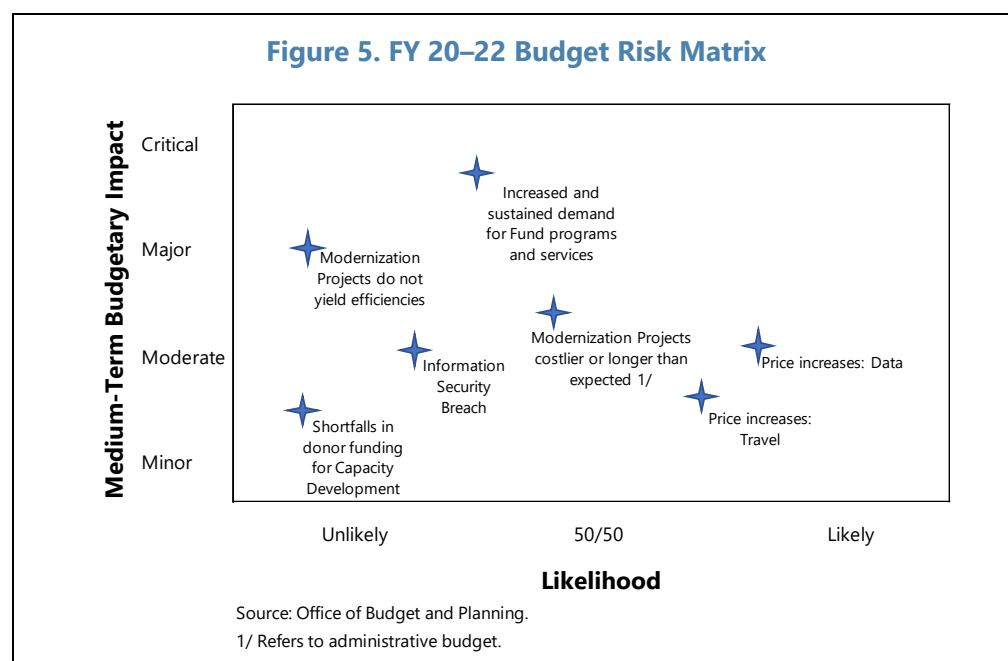 Figure 5. FY 20–22 Budget Risk Matrix
Medium-Term Budgetary Impact
Critical
Major
Moderate
Minor
Increased and
sustained demand
for Fund programs
and services
Modernization
Projects do not
yield efficiencies
Modernization Projects
costlier or longer than
expected 1/
Information
Security
Breach
Price increases: Data
Price increases:
Travel
Shortfalls in
donor funding
for Capacity
Development
Unlikely
50/50
Likely
Likelihood
Source: Office of Budget and Planning.
1/ Refers to administrative budget.